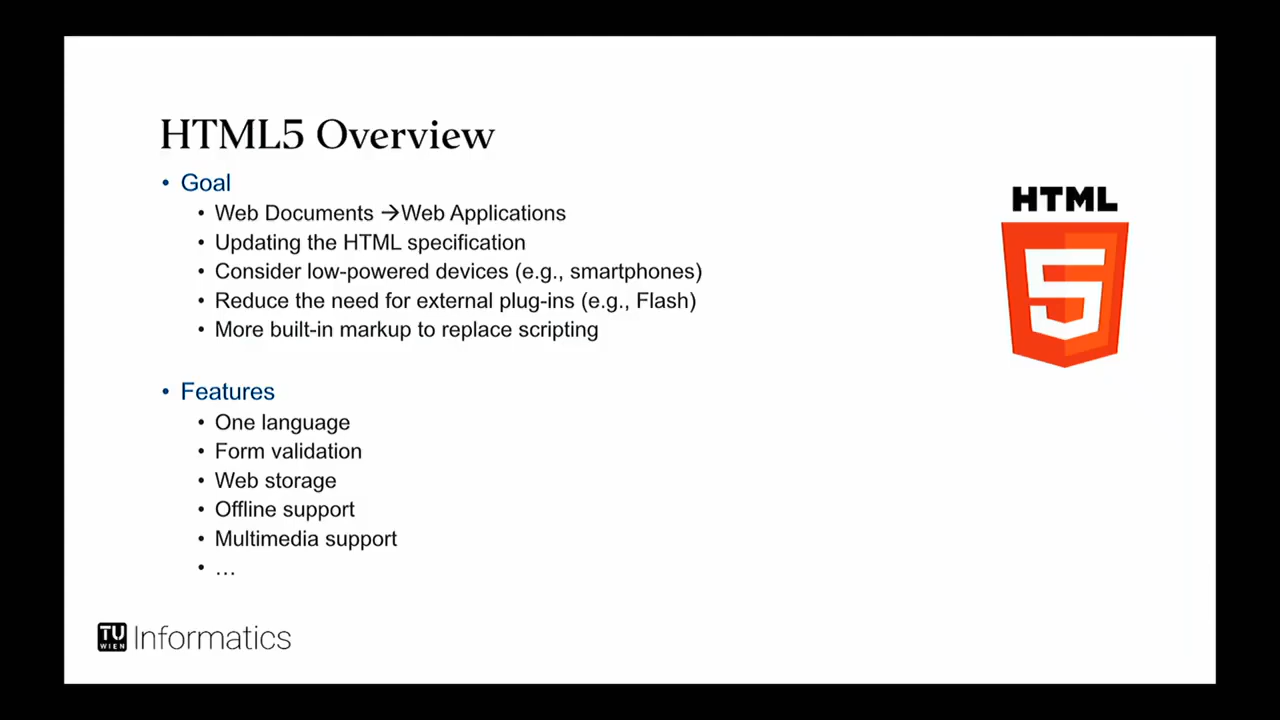 HTML5 Overview
• Goal
• Web Documents →Web Applications
• Updating the HTML specification
• Consider low-powered devices (e.g., smartphones)
• Reduce the need for external plug-ins (e.g., Flash)
• More built-in markup to replace scripting
HTML
5
• Features
• One language
• Form validation
• Web storage
• Offline support
• Multimedia support
• …
TU
WIEN
Informatics